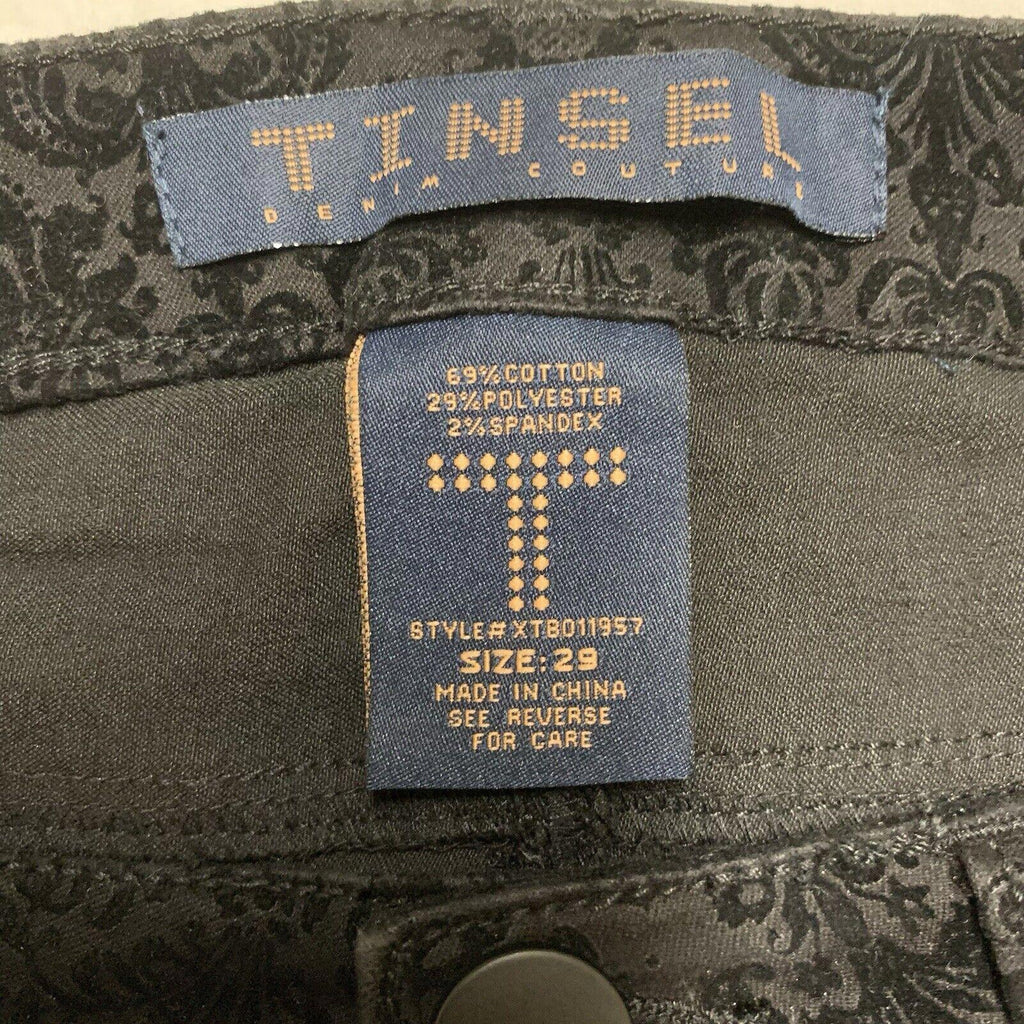 TINSEL
DENIM COUTURE
69% COTTON
29% POLYESTER
2% SPANDEX
T
STYLE# XTB011957
SIZE: 29
MADE IN CHINA
SEE REVERSE
FOR CARE